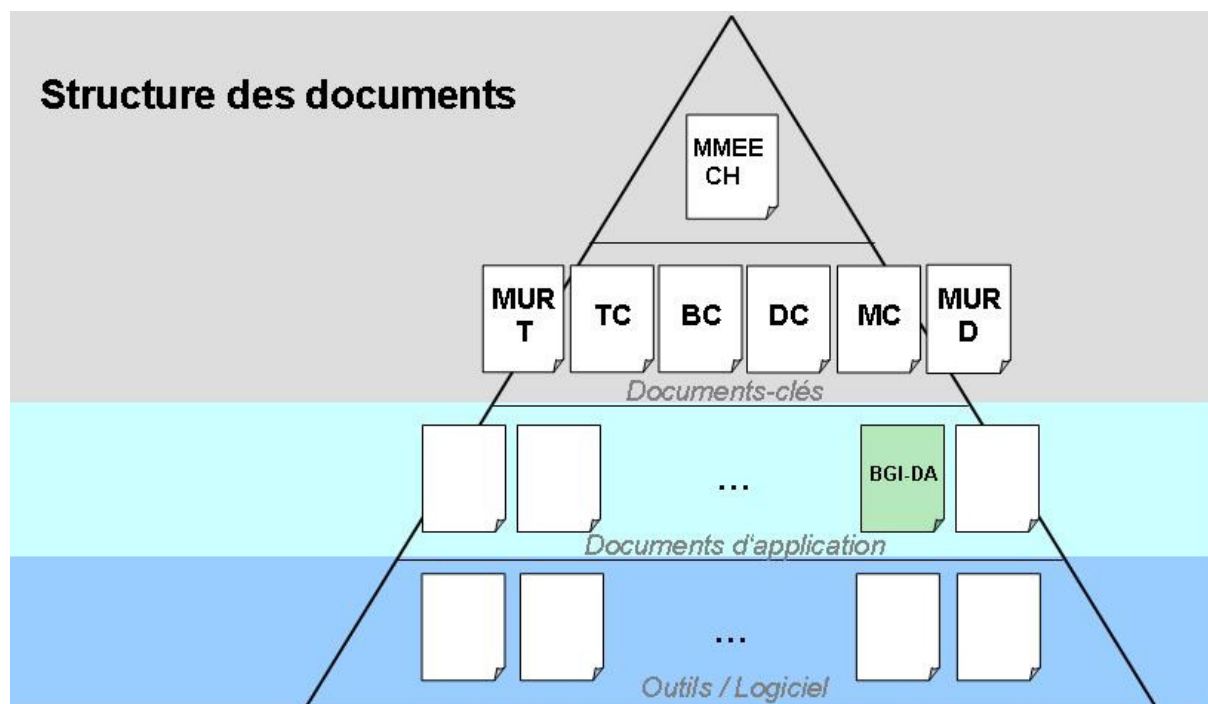 Structure des documents
MMEE
CH
MUR
T
TC
BC
DC
MC
MUR
D
Documents-clés
...
BGI-DA
Documents d'application
...
Outils / Logiciel